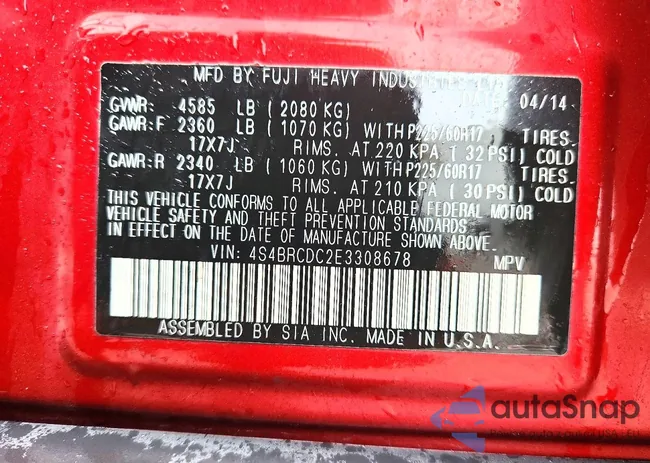 MFD BY FUJI HEAVY
04/14
GVWR: 4585 LB ( 2080 KG)
GAWR:F 2360 LB ( 1070 KG) WITH P225/60R17 TIRES,
17X7J RIMS, AT 220 KPA ( 32 PSI) COLD
GAWR:R 2340 LB ( 1060 KG) WITH P225/60R17 TIRES,
17X7J RIMS, AT 210 KPA ( 30 PSI) COLD
THIS VEHICLE CONFORMS TO ALL APPLICABLE FEDERAL MOTOR
VEHICLE SAFETY AND THEFT PREVENTION STANDARDS
IN EFFECT ON THE DATE OF MANUFACTURE SHOWN ABOVE.
VIN: 4S4BRCDC2E3308678 MPV
ASSEMBLED BY SIA INC. MADE IN U.S.A.
autoSnap